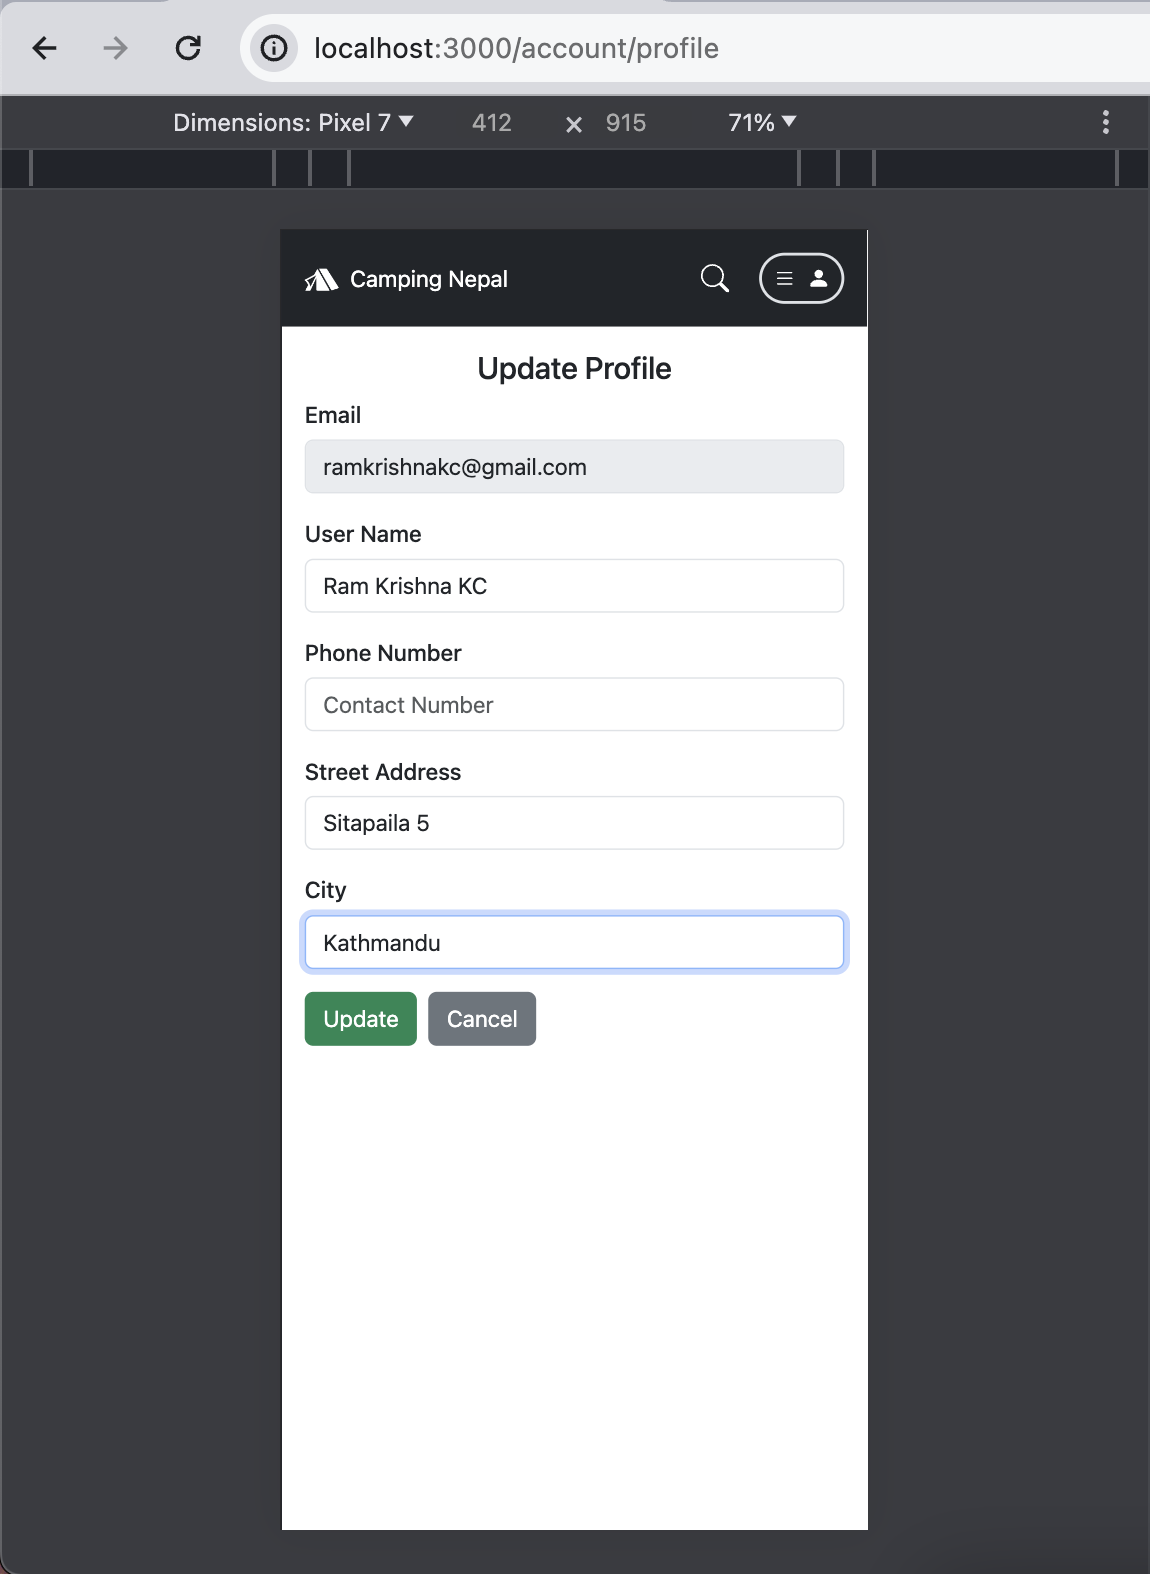 localhost:3000/account/profile
Dimensions: Pixel 7 ▼ 412 × 915 71% ▼
Camping Nepal
Update Profile
Email
ramkrishnakc@gmail.com
User Name
Ram Krishna KC
Phone Number
Contact Number
Street Address
Sitapaila 5
City
Kathmandu
Update Cancel